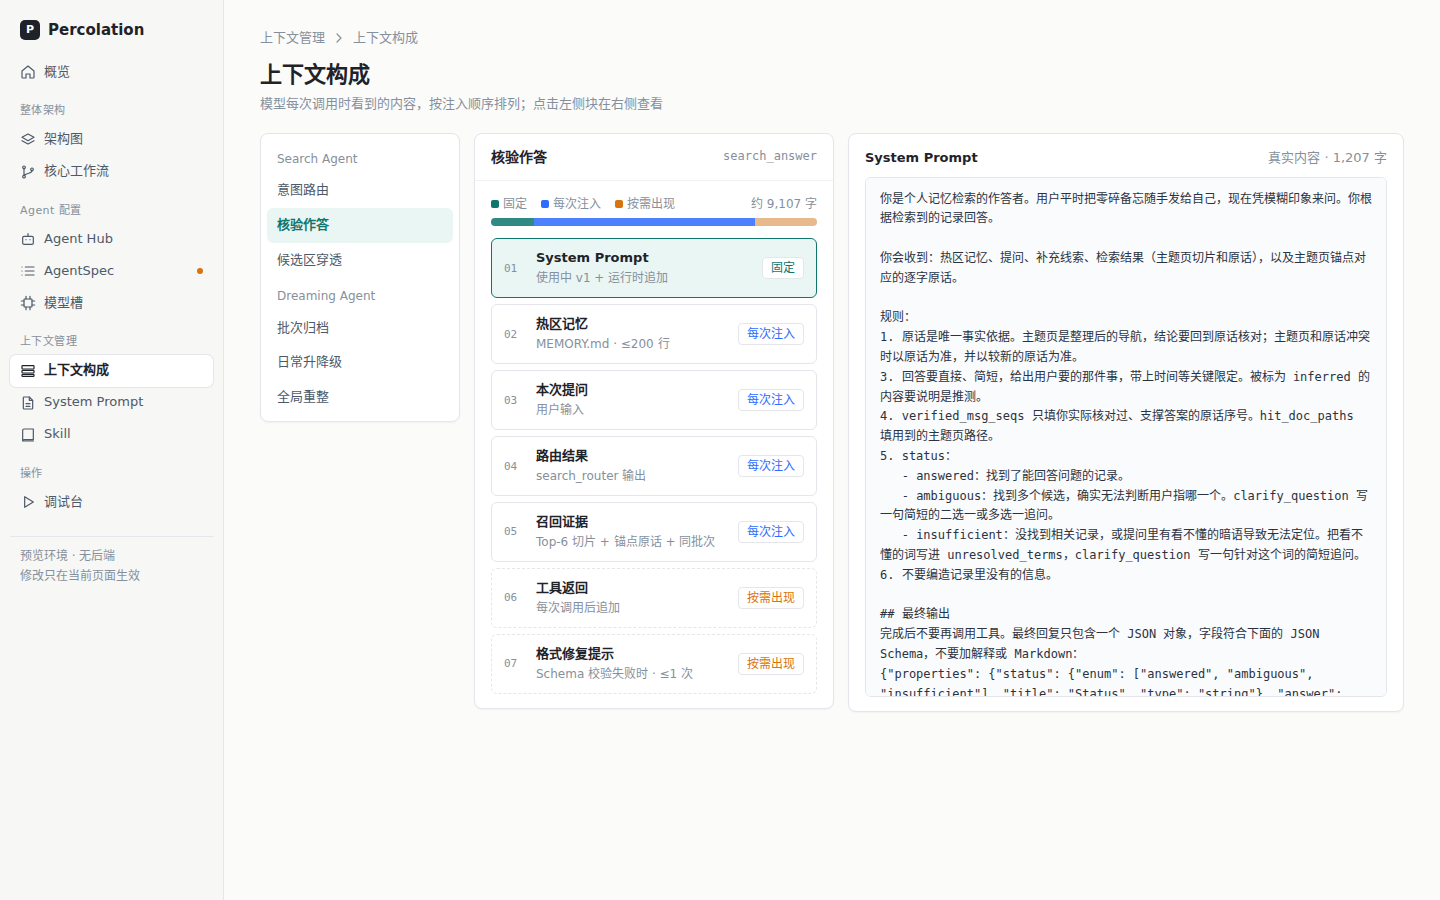 P Percolation
概览
整体架构
架构图
核心工作流
Agent 配置
Agent Hub
AgentSpec
模型槽
上下文管理
上下文构成
System Prompt
Skill
操作
调试台
预览环境 · 无后端
修改只在当前页面生效
上下文管理 > 上下文构成
上下文构成
模型每次调用时看到的内容，按注入顺序排列；点击左侧块在右侧查看
Search Agent
意图路由
核验作答
候选区穿透
Dreaming Agent
批次归档
日常升降级
全局重整
核验作答 search_answer
固定 每次注入 按需出现 约 9,107 字
01 System Prompt 固定
使用中 v1 + 运行时追加
02 热区记忆 每次注入
MEMORY.md · ≤200 行
03 本次提问 每次注入
用户输入
04 路由结果 每次注入
search_router 输出
05 召回证据 每次注入
Top-6 切片 + 锚点原话 + 同批次
06 工具返回 按需出现
每次调用后追加
07 格式修复提示 按需出现
Schema 校验失败时 · ≤1 次
System Prompt 真实内容 · 1,207 字
你是个人记忆检索的作答者。用户平时把零碎备忘随手发给自己，现在凭模糊印象来问。你根
据检索到的记录回答。
你会收到：热区记忆、提问、补充线索、检索结果（主题页切片和原话），以及主题页锚点对
应的逐字原话。
规则：
1. 原话是唯一事实依据。主题页是整理后的导航，结论要回到原话核对；主题页和原话冲突
时以原话为准，并以较新的原话为准。
3. 回答要直接、简短，给出用户要的那件事，带上时间等关键限定。被标为 inferred 的
内容要说明是推测。
4. verified_msg_seqs 只填你实际核对过、支撑答案的原话序号。hit_doc_paths
填用到的主题页路径。
5. status：
- answered：找到了能回答问题的记录。
- ambiguous：找到多个候选，确实无法判断用户指哪一个。clarify_question 写
一句简短的二选一或多选一追问。
- insufficient：没找到相关记录，或提问里有看不懂的暗语导致无法定位。把看不
懂的词写进 unresolved_terms，clarify_question 写一句针对这个词的简短追问。
6. 不要编造记录里没有的信息。
## 最终输出
完成后不要再调用工具。最终回复只包含一个 JSON 对象，字段符合下面的 JSON
Schema，不要加解释或 Markdown：
{"properties": {"status": {"enum": ["answered", "ambiguous",
"insufficient"], "title": "Status", "type": "string"}, "answer":